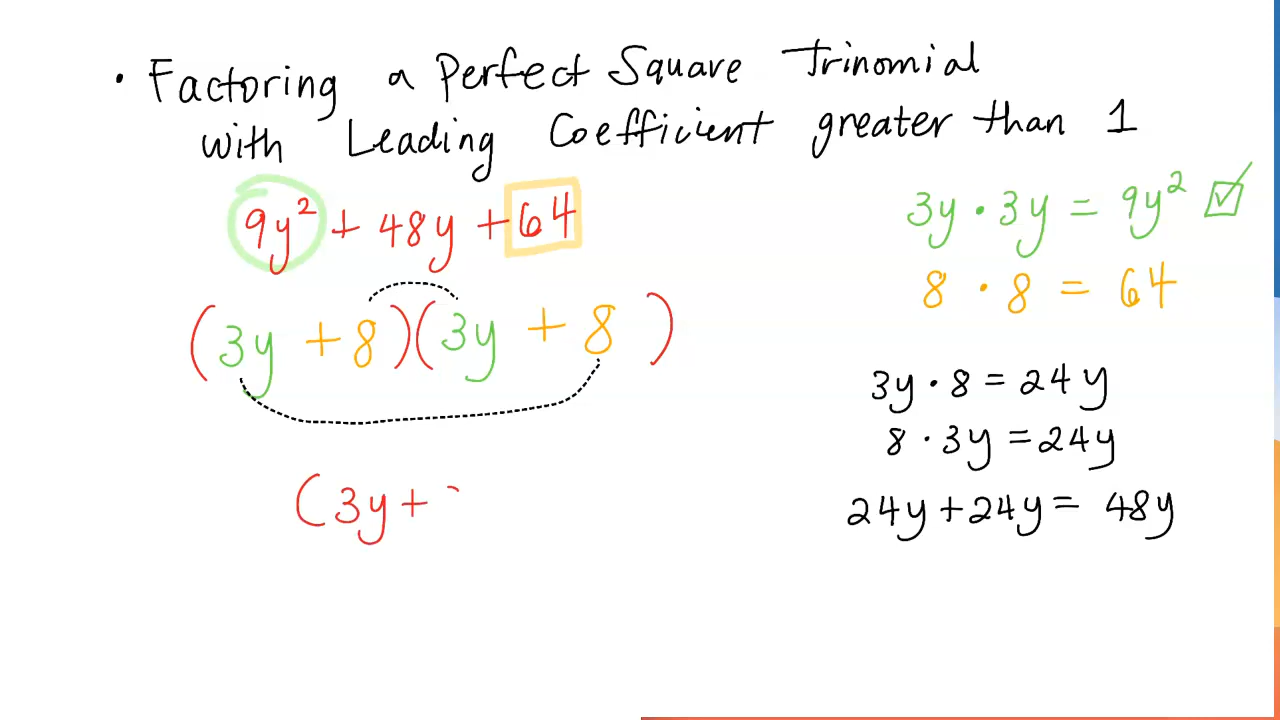 • Factoring a Perfect Square Trinomial
with Leading Coefficient greater than 1
9y² + 48y + 64
(3y + 8)(3y + 8)
(3y +
3y · 3y = 9y² ☑
8 · 8 = 64
3y · 8 = 24y
8 · 3y = 24y
24y + 24y = 48y